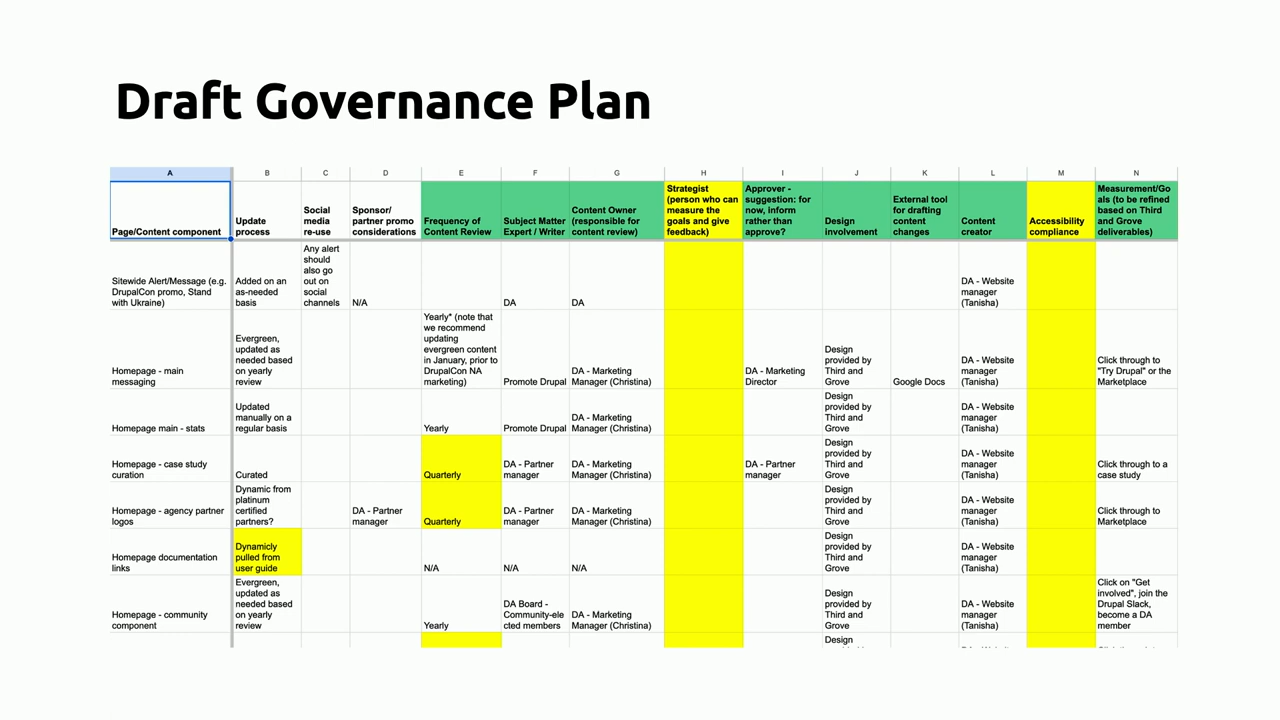 Draft Governance Plan
A B C D E F G H I J K L M N
Page/Content component
Update
process
Social
media
re-use
Sponsor/
partner promo
considerations
Frequency of
Content Review
Subject Matter
Expert / Writer
Content Owner
(responsible for
content review)
Strategist
(person who can
measure the
goals and give
feedback)
Approver -
suggestion: for
now, inform
rather than
approve?
Design
involvement
External tool
for drafting
content
changes
Content
creator
Accessibility
compliance
Measurement/Go
als (to be refined
based on Third
and Grove
deliverables)
Sitewide Alert/Message (e.g.
DrupalCon promo, Stand
with Ukraine)
Added on an
as-needed
basis
Any alert
should
also go
out on
social
channels
N/A
DA
DA
DA - Website
manager
(Tanisha)
Homepage - main
messaging
Evergreen,
updated as
needed based
on yearly
review
Yearly* (note that
we recommend
updating
evergreen content
in January, prior to
DrupalCon NA
marketing)
Promote Drupal
DA - Marketing
Manager (Christina)
DA - Marketing
Director
Design
provided by
Third and
Grove
Google Docs
DA - Website
manager
(Tanisha)
Click through to
"Try Drupal" or the
Marketplace
Homepage main - stats
Updated
manually on a
regular basis
Yearly
Promote Drupal
DA - Marketing
Manager (Christina)
Design
provided by
Third and
Grove
DA - Website
manager
(Tanisha)
Homepage - case study
curation
Curated
Quarterly
DA - Partner
manager
DA - Marketing
Manager (Christina)
DA - Partner
manager
Design
provided by
Third and
Grove
DA - Website
manager
(Tanisha)
Click through to a
case study
Homepage - agency partner
logos
Dynamic from
platinum
certified
partners?
DA - Partner
manager
Quarterly
DA - Partner
manager
DA - Marketing
Manager (Christina)
Design
provided by
Third and
Grove
DA - Website
manager
(Tanisha)
Click through to
Marketplace
Homepage documentation
links
Dynamicly
pulled from
user guide
N/A
N/A
N/A
Design
provided by
Third and
Grove
DA - Website
manager
(Tanisha)
Homepage - community
component
Evergreen,
updated as
needed based
on yearly
review
Yearly
DA Board -
Community-ele
cted members
DA - Marketing
Manager (Christina)
Design
provided by
Third and
Grove
DA - Website
manager
(Tanisha)
Click on "Get
involved", join the
Drupal Slack,
become a DA
member
Design